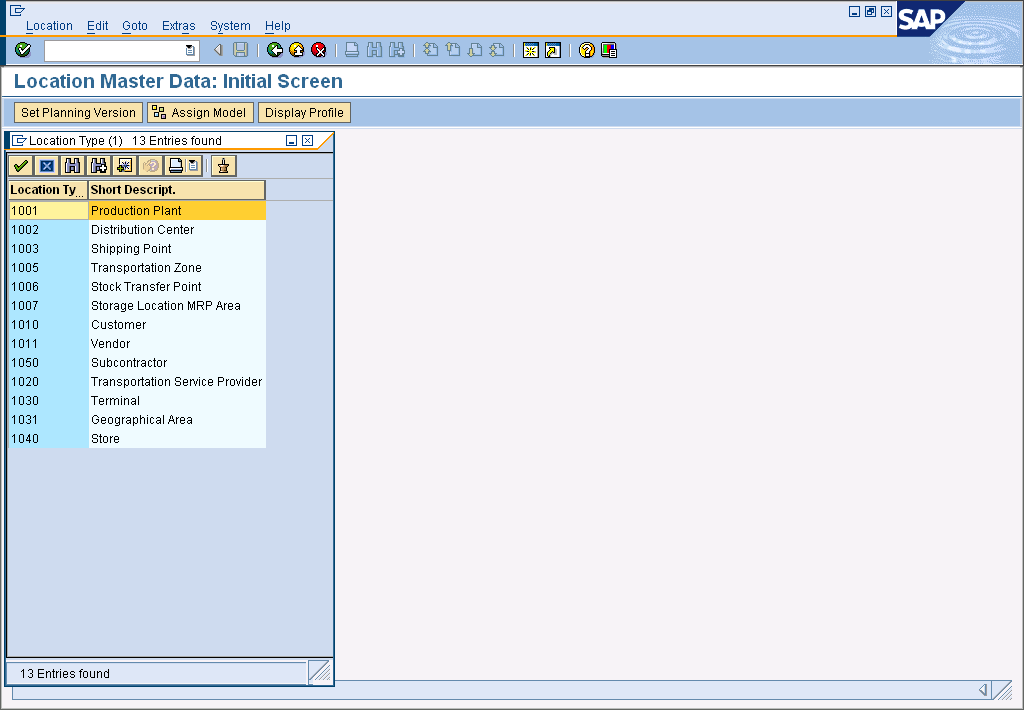 Location Edit Goto Extras System Help
SAP
Location Master Data: Initial Screen
Set Planning Version Assign Model Display Profile
Location Type (1) 13 Entries found
Location Ty... Short Descript.
1001 Production Plant
1002 Distribution Center
1003 Shipping Point
1005 Transportation Zone
1006 Stock Transfer Point
1007 Storage Location MRP Area
1010 Customer
1011 Vendor
1050 Subcontractor
1020 Transportation Service Provider
1030 Terminal
1031 Geographical Area
1040 Store
13 Entries found